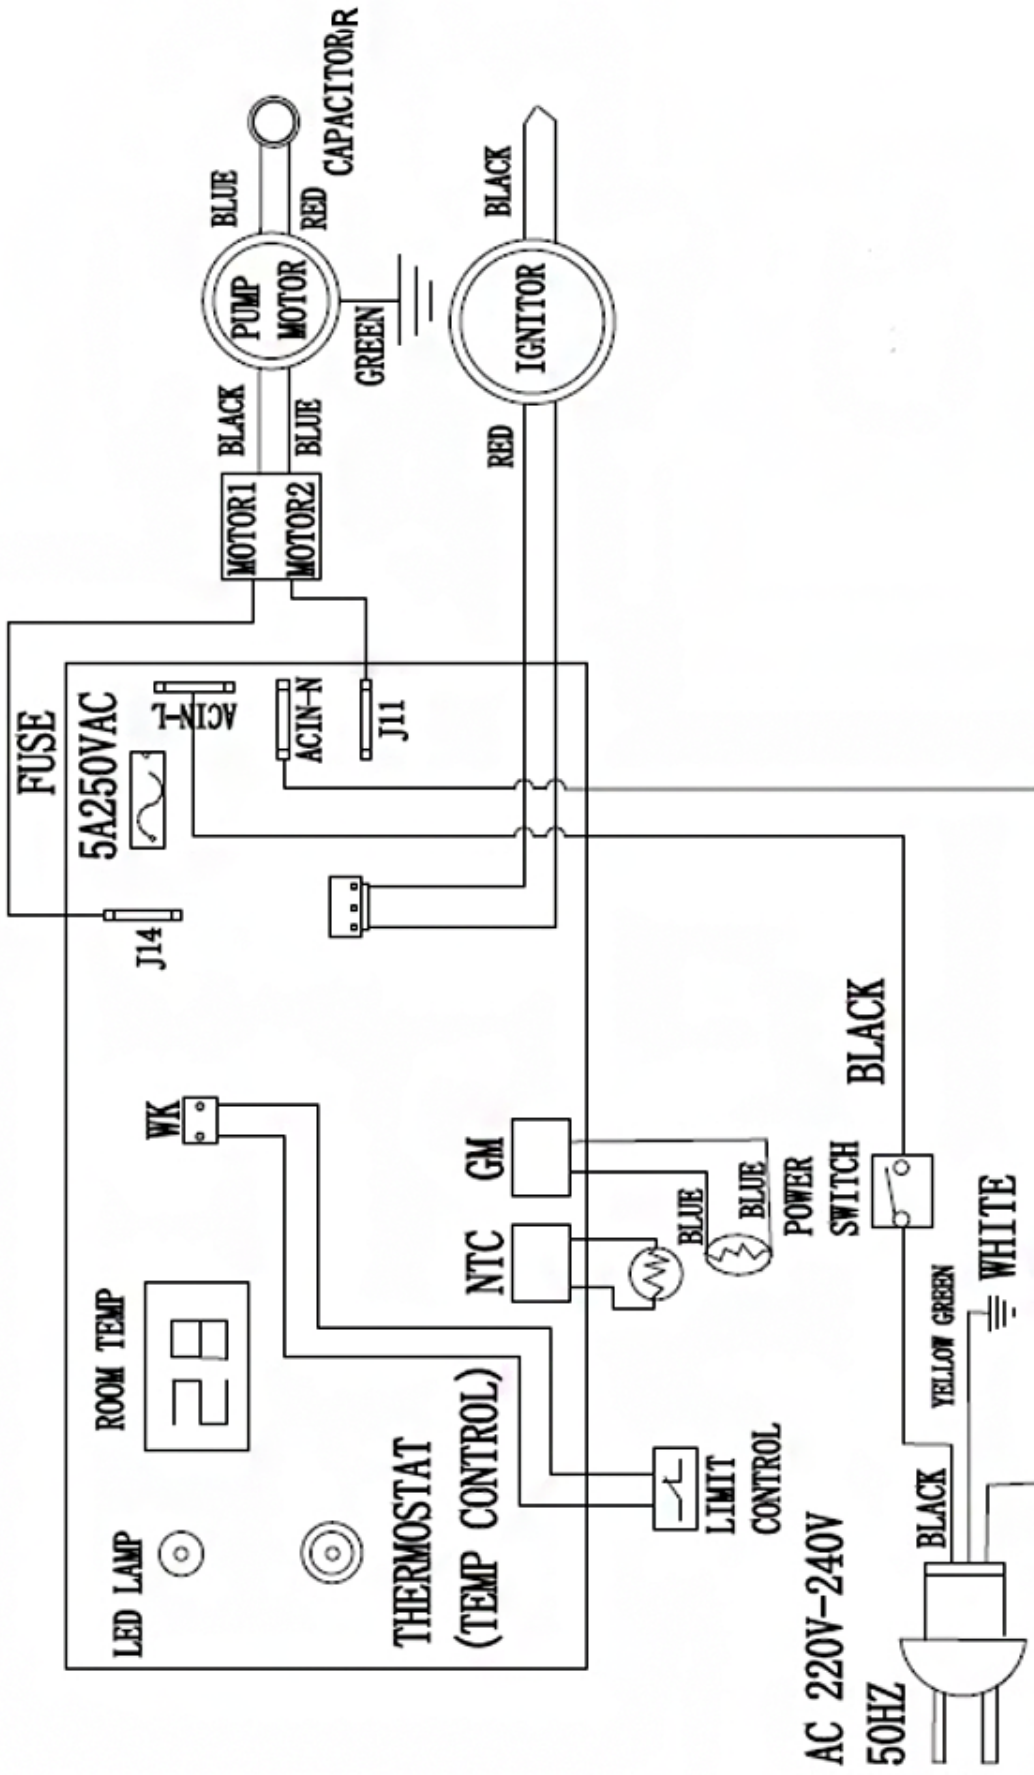 CAPACITOR,R
BLUE
RED
BLACK
PUMP
MOTOR
GREEN
IGNITOR
BLACK
BLUE
RED
MOTOR1
MOTOR2
FUSE
5A250VAC
ACIN-L
ACIN-N
J11
J14
BLACK
WK
GM
NTC
BLUE
BLUE
POWER
SWITCH
WHITE
YELLOW GREEN
ROOM TEMP
LED LAMP
THERMOSTAT
(TEMP CONTROL)
LIMIT
CONTROL
BLACK
AC 220V-240V
50HZ